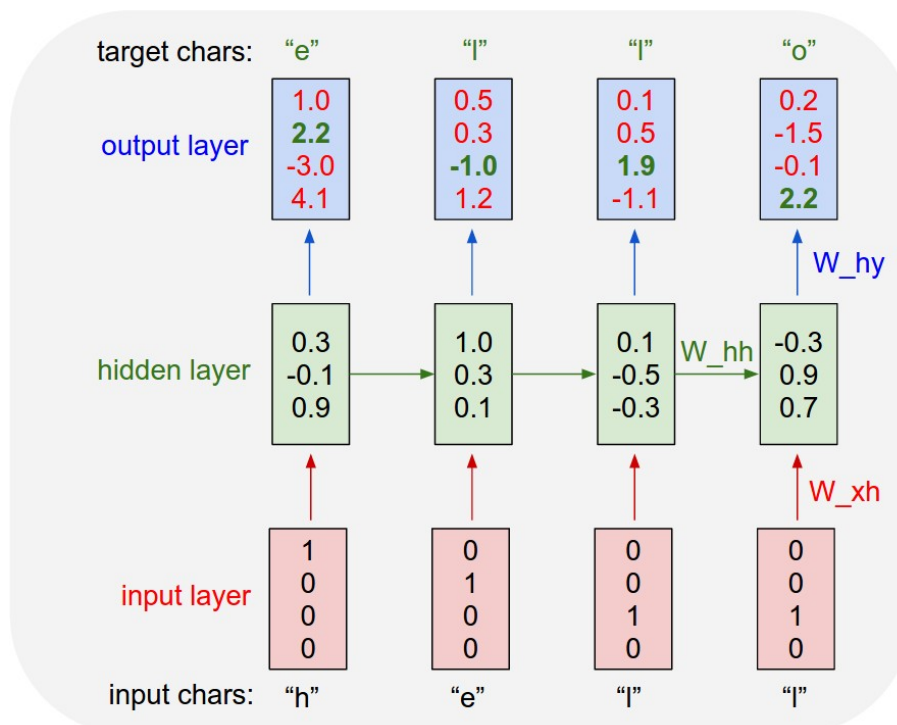 target chars: “e” “l” “l” “o”
1.0 0.5 0.1 0.2
2.2 0.3 0.5 -1.5
output layer
-3.0 -1.0 1.9 -0.1
4.1 1.2 -1.1 2.2
W_hy
0.3 1.0 0.1 -0.3
W_hh
hidden layer
-0.1 0.3 -0.5 0.9
0.9 0.1 -0.3 0.7
W_xh
1 0 0 0
0 1 0 0
input layer
0 0 1 1
0 0 0 0
input chars: “h” “e” “l” “l”